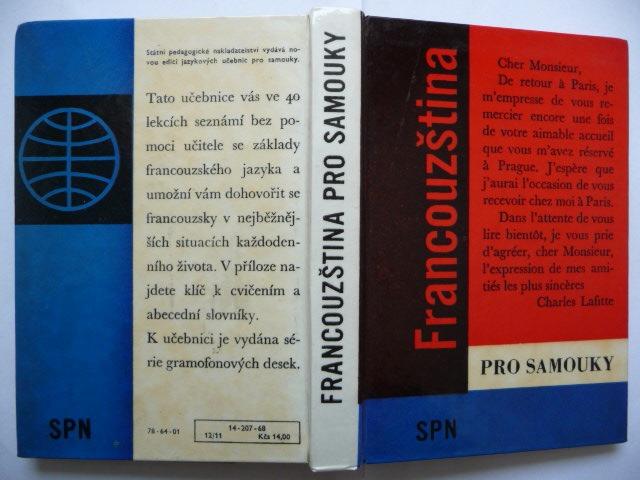 Státní pedagogické nakladatelství vydává no-
vou edici jazykových učebnic pro samouky.
Tato učebnice vás ve 40
lekcích seznámí bez po-
moci učitele se základy
francouzského jazyka a
umožní vám dohovořit se
francouzsky v nejběžněj-
ších situacích každoden-
ního života. V příloze na-
jdete klíč k cvičením a
abecední slovníky.
K učebnici je vydána sé-
rie gramofonových desek.
SPN
78-64-01
14-207-68
12/11 Kčs 14,00
FRANCOUZŠTINA PRO SAMOUKY
Francouzština
Cher Monsieur,
De retour à Paris, je
m'empresse de vous re-
mercier encore une fois
de votre aimable accueil
que vous m'avez réservé
à Prague. J'espère que
j'aurai l'occasion de vous
recevoir chez moi à Paris.
Dans l'attente de vous
lire bientôt, je vous prie
d'agréer, cher Monsieur,
l'expression de mes ami-
tiés les plus sincères
Charles Lafitte
PRO SAMOUKY
SPN